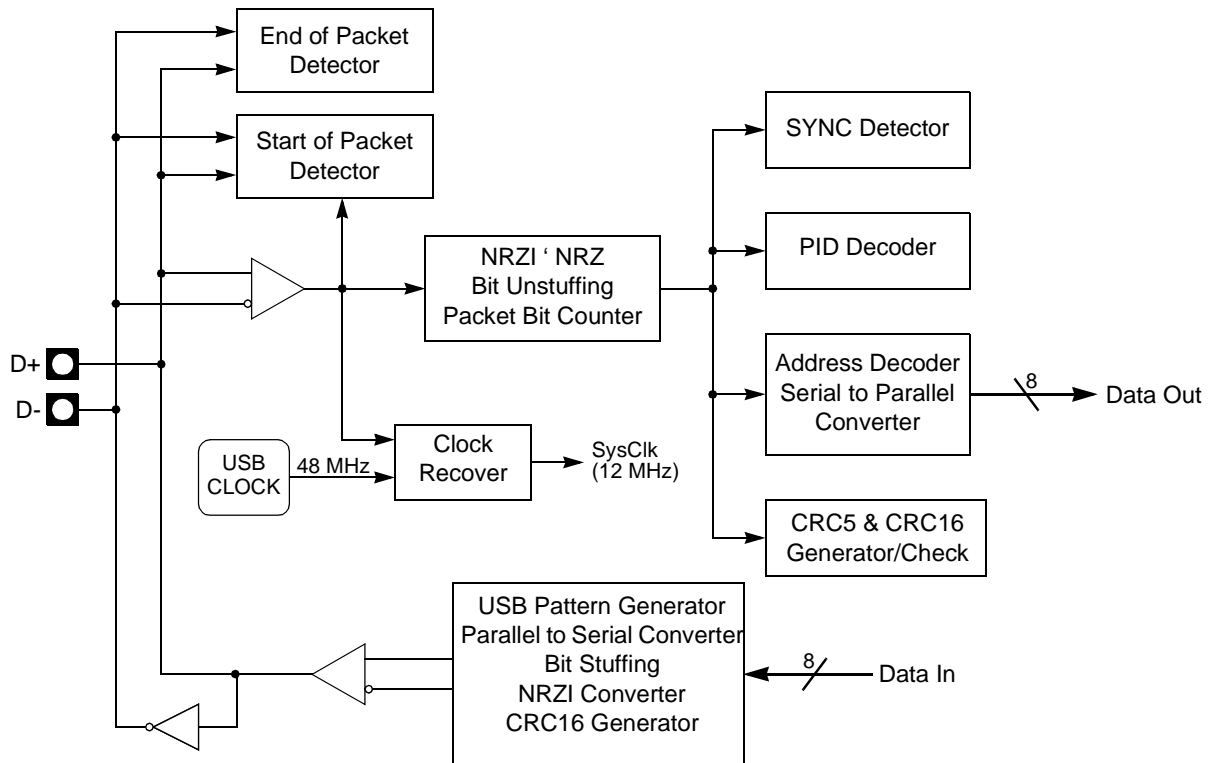 End of Packet
Detector
Start of Packet
Detector
SYNC Detector
PID Decoder
NRZI ‘ NRZ
Bit Unstuffing
Packet Bit Counter
D+
D-
Address Decoder
Serial to Parallel
Converter
8
Data Out
USB
CLOCK
48 MHz
Clock
Recover
SysClk
(12 MHz)
CRC5 & CRC16
Generator/Check
USB Pattern Generator
Parallel to Serial Converter
Bit Stuffing
NRZI Converter
CRC16 Generator
8
Data In